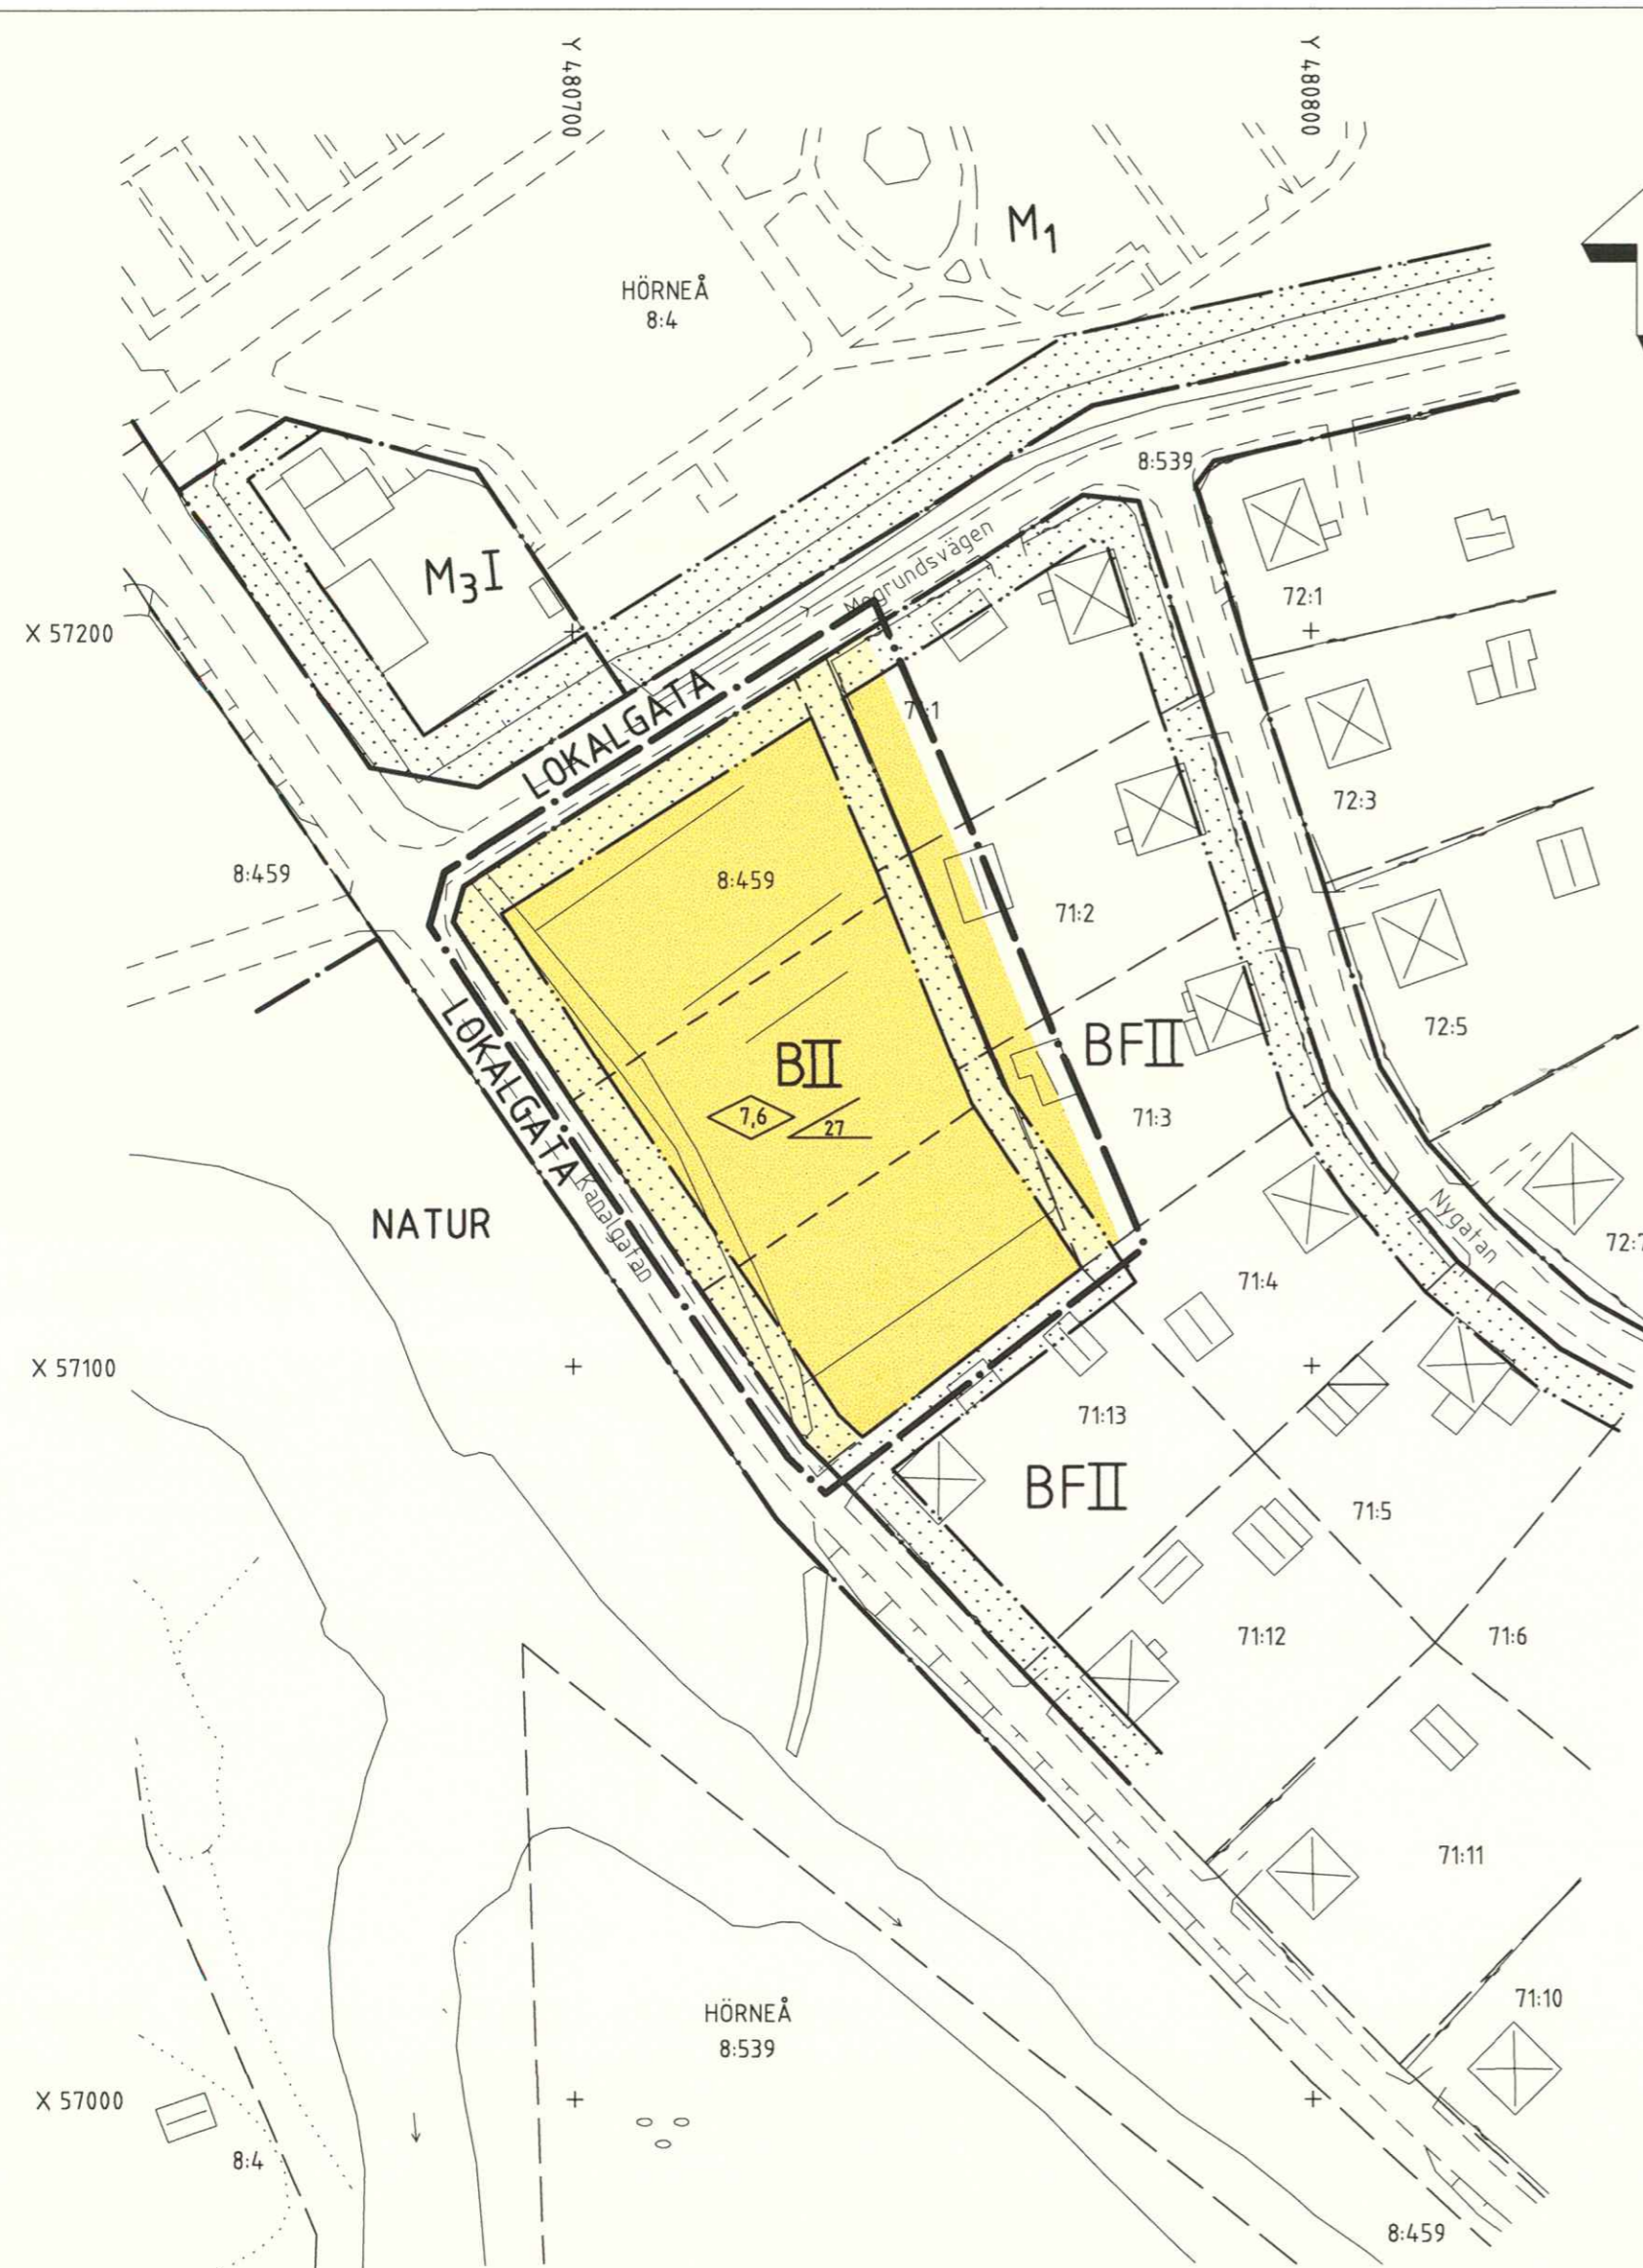 Y 480700
Y 480800
M1
HÖRNEÅ
8:4
8:539
M3I
Mogrundsvägen
72:1
X 57200
LOKALGATA
71:1
72:3
8:459
8:459
71:2
LOKALGATA
BII
BFII
72:5
7,6
27
71:3
Kanalgatan
NATUR
Nygatan
72:7
71:4
X 57100
71:13
BFII
71:5
71:12
71:6
71:11
71:10
HÖRNEÅ
8:539
X 57000
8:4
8:459